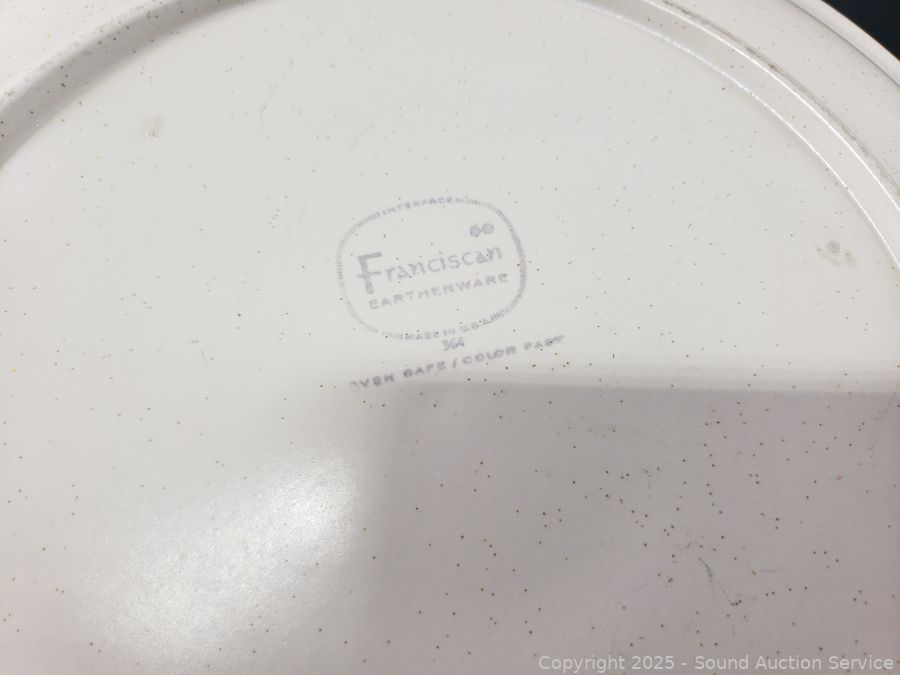 INTERPACE
Franciscan
EARTHENWARE
MADE IN U.S.A.
364
OVEN SAFE / COLOR FAST
Copyright 2025 - Sound Auction Service